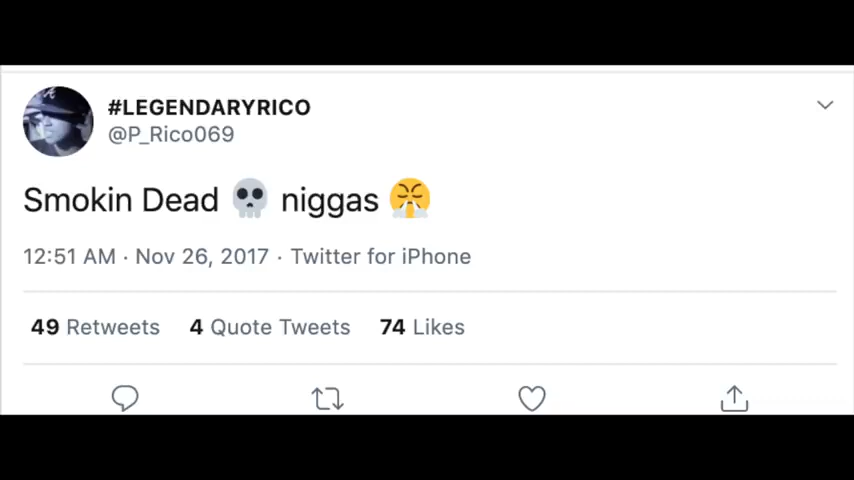 #LEGENDARYRICO
@P_Rico069
Smokin Dead 💀 niggas 😤
12:51 AM · Nov 26, 2017 · Twitter for iPhone
49 Retweets 4 Quote Tweets 74 Likes